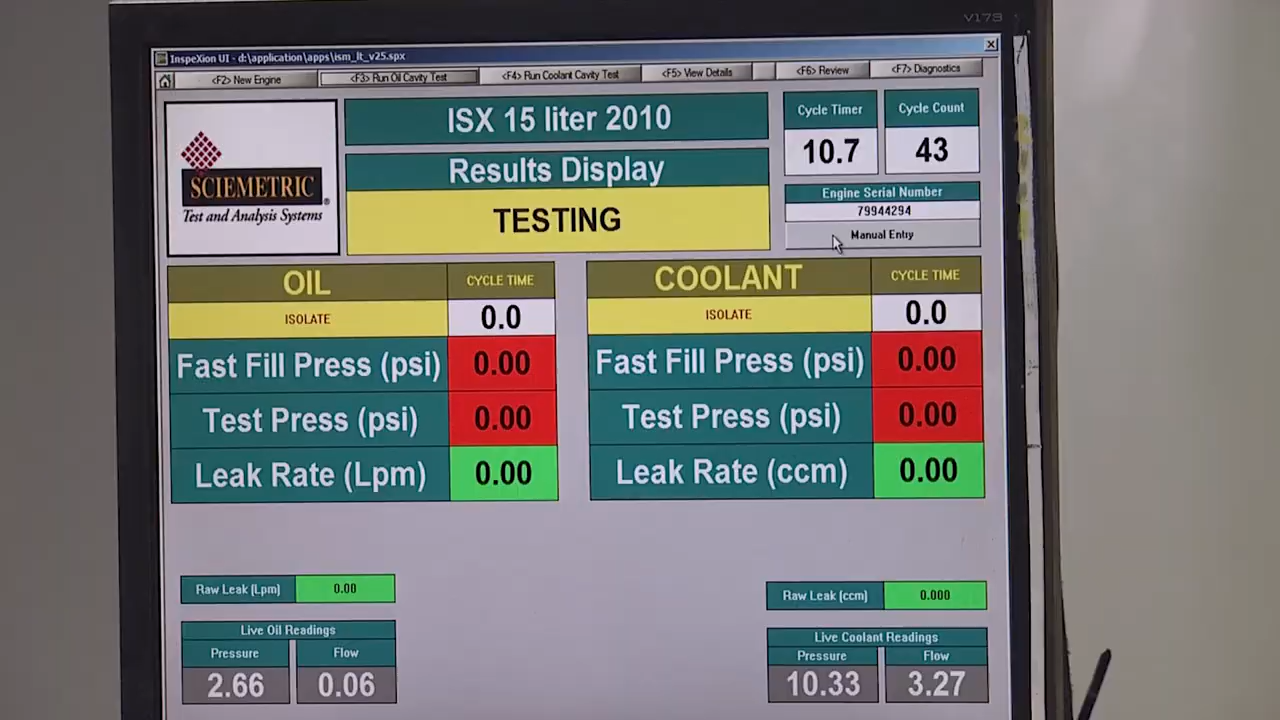 V173
InspeXion UI - d:\application\apps\ism_lt_v25.spx
<F2> New Engine
<F3> Run Oil Cavity Test
<F4> Run Coolant Cavity Test
<F5> View Details
<F6> Review
<F7> Diagnostics
SCIEMETRIC®
Test and Analysis Systems
ISX 15 liter 2010
Results Display
TESTING
Cycle Timer
10.7
Cycle Count
43
Engine Serial Number
79944294
Manual Entry
OIL
CYCLE TIME
ISOLATE
0.0
Fast Fill Press (psi)
0.00
Test Press (psi)
0.00
Leak Rate (Lpm)
0.00
COOLANT
CYCLE TIME
ISOLATE
0.0
Fast Fill Press (psi)
0.00
Test Press (psi)
0.00
Leak Rate (ccm)
0.00
Raw Leak (Lpm)
0.00
Live Oil Readings
Pressure
Flow
2.66
0.06
Raw Leak (ccm)
0.000
Live Coolant Readings
Pressure
Flow
10.33
3.27